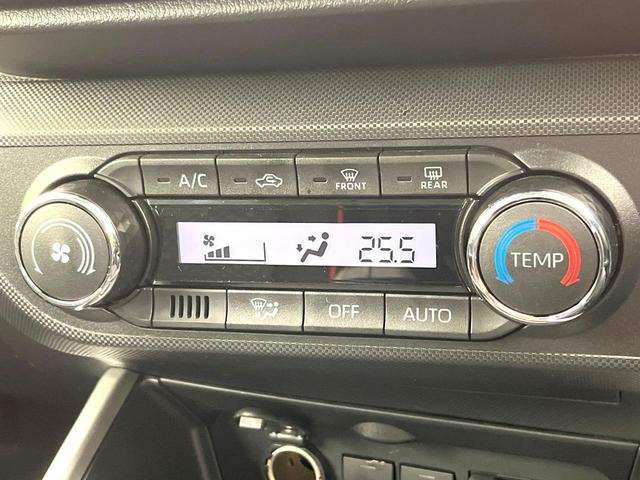 A/C
FRONT
REAR
25.5
TEMP
OFF
AUTO